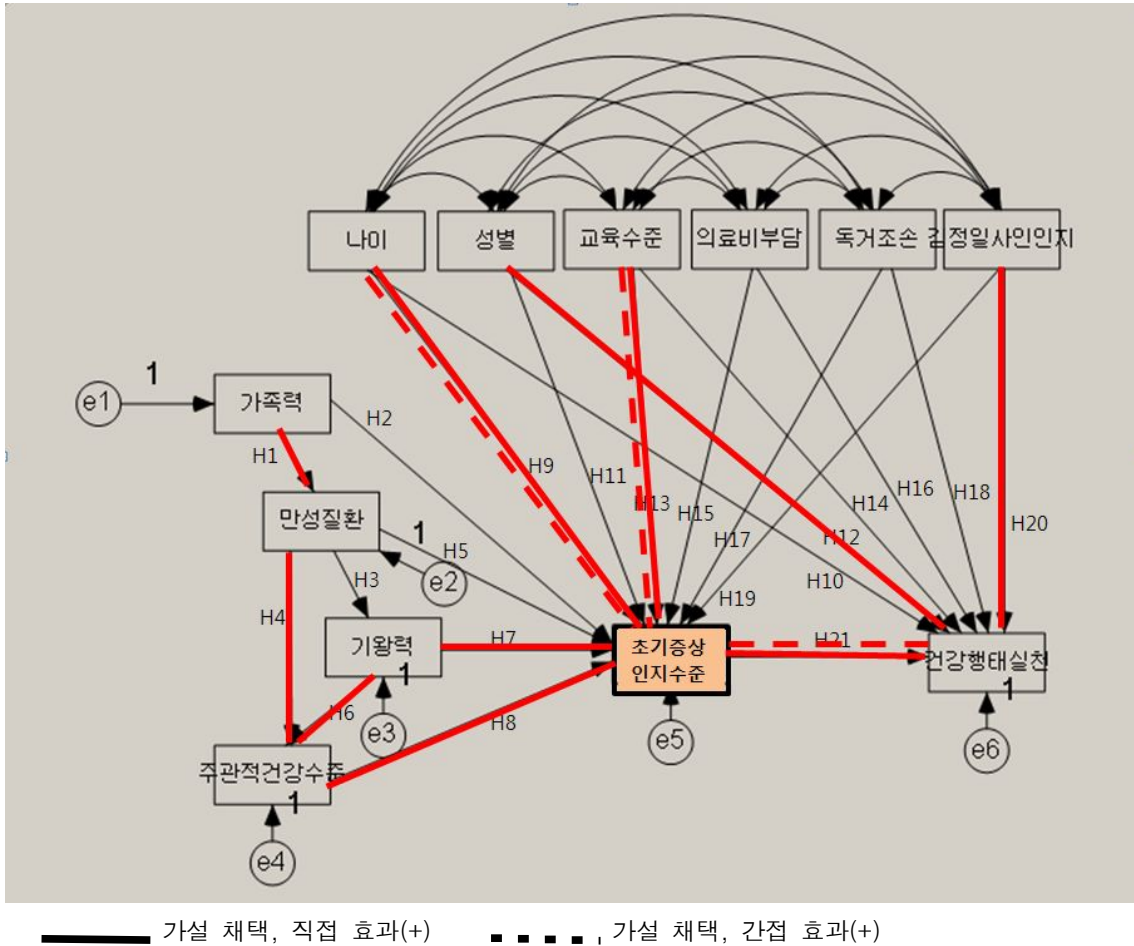 나이
성별
교육수준
의료비부담
독거조손
김정일사인인지
1
e1
가족력
H2
H1
H9
H11
H13
H15
H14
H16
H18
H20
만성질환
1
H5
e2
H3
H17
H12
H10
H19
H4
기왕력
1
H7
초기증상
인지수준
H21
건강행태실천
1
H6
e3
H8
e5
e6
주관적건강수준
1
e4
가설 채택, 직접 효과(+)
가설 채택, 간접 효과(+)